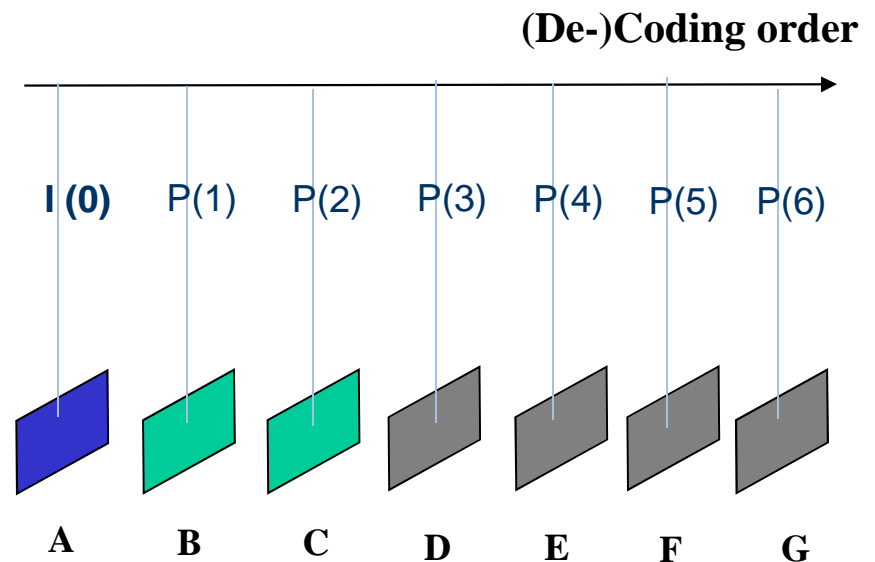 (De-)Coding order
I (0) P(1) P(2) P(3) P(4) P(5) P(6)
A B C D E F G